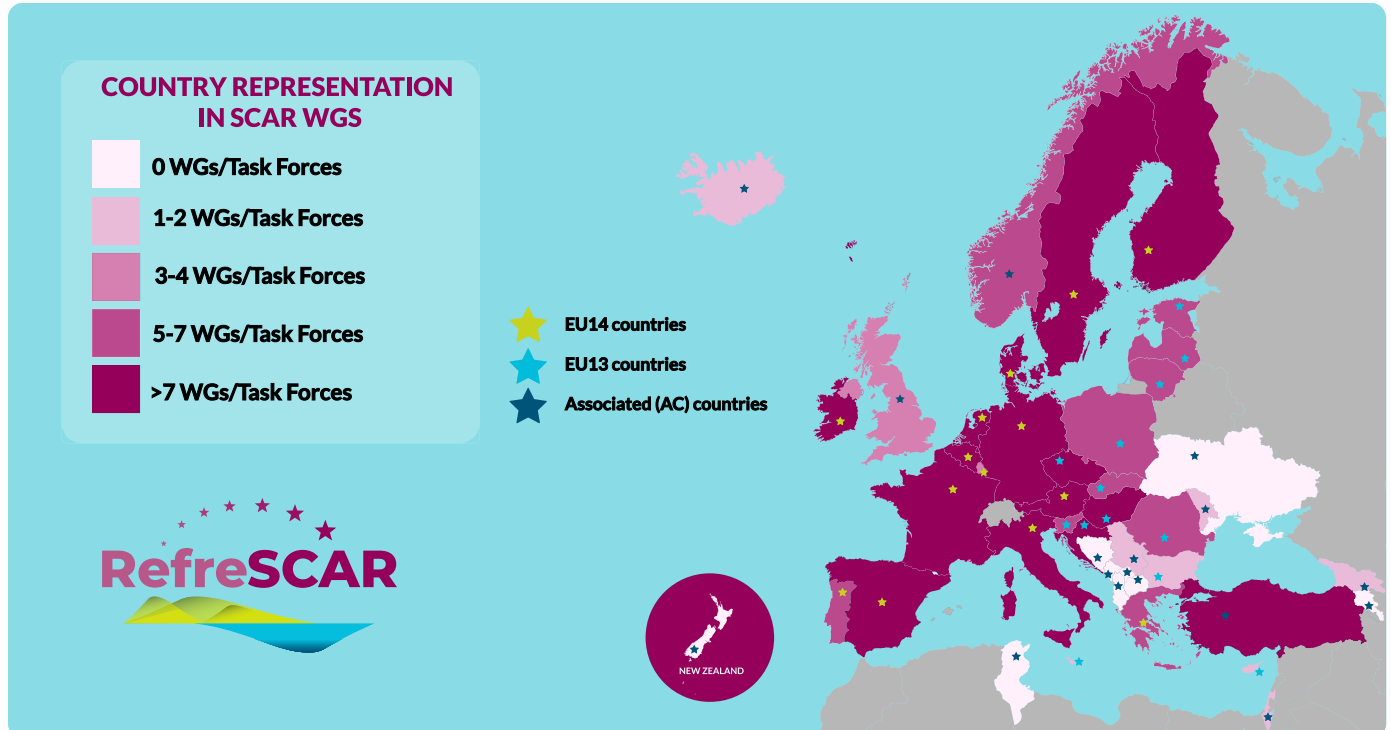 COUNTRY REPRESENTATION
IN SCAR WGS
0 WGs/Task Forces
1-2 WGs/Task Forces
3-4 WGs/Task Forces
5-7 WGs/Task Forces
>7 WGs/Task Forces
EU14 countries
EU13 countries
Associated (AC) countries
RefreSCAR
NEW ZEALAND